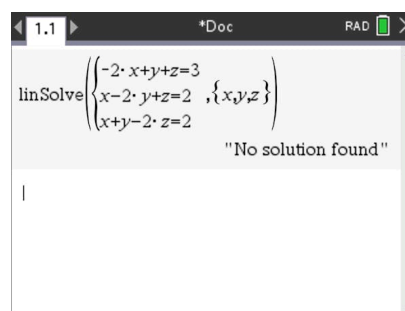 1.1 *Doc RAD
-2·x+y+z=3
linSolve( { x-2·y+z=2 ,{x,y,z} )
x+y-2·z=2
"No solution found"